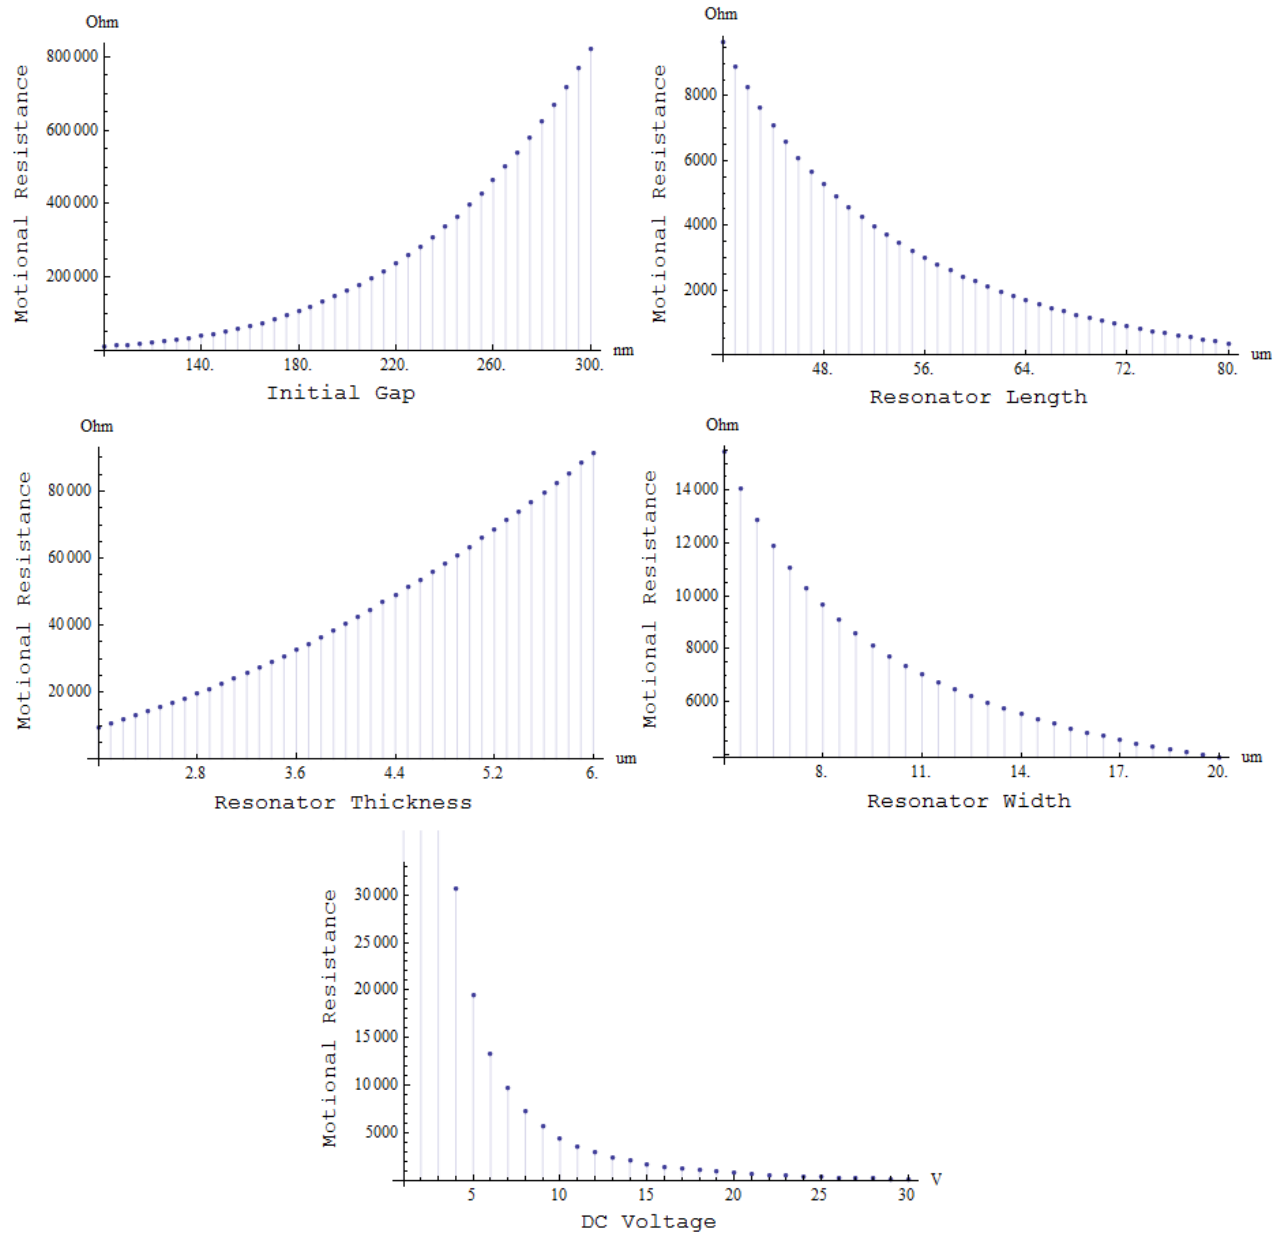 Ohm
Motional Resistance
800 000
600 000
400 000
200 000
140. 180. 220. 260. 300. nm
Initial Gap
Ohm
Motional Resistance
8000
6000
4000
2000
48. 56. 64. 72. 80. um
Resonator Length
Ohm
Motional Resistance
80 000
60 000
40 000
20 000
2.8 3.6 4.4 5.2 6. um
Resonator Thickness
Ohm
Motional Resistance
14 000
12 000
10 000
8000
6000
8. 11. 14. 17. 20. um
Resonator Width
Motional Resistance
30 000
25 000
20 000
15 000
10 000
5000
5 10 15 20 25 30 V
DC Voltage